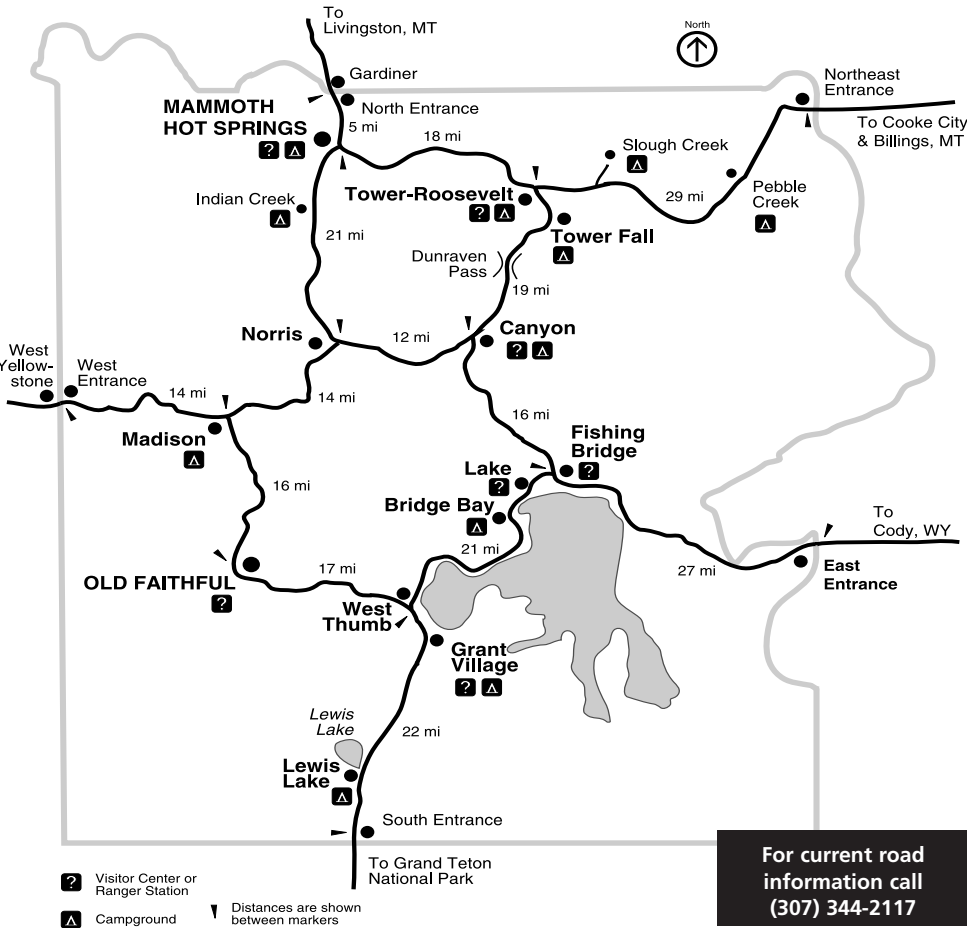 To
Livingston, MT
North
Gardiner
Northeast
Entrance
North Entrance
MAMMOTH
HOT SPRINGS
5 mi
18 mi
To Cooke City
& Billings, MT
Slough Creek
Indian Creek
Tower-Roosevelt
29 mi
Pebble
Creek
21 mi
Tower Fall
Dunraven
Pass
19 mi
Norris
12 mi
Canyon
West
Yellow-
stone
West
Entrance
14 mi
14 mi
Madison
16 mi
Fishing
Bridge
Lake
16 mi
Bridge Bay
To
Cody, WY
21 mi
17 mi
27 mi
East
Entrance
OLD FAITHFUL
West
Thumb
Grant
Village
Lewis
Lake
22 mi
Lewis
Lake
South Entrance
To Grand Teton
National Park
For current road
information call
(307) 344-2117
? Visitor Center or
Ranger Station
Campground
Distances are shown
between markers